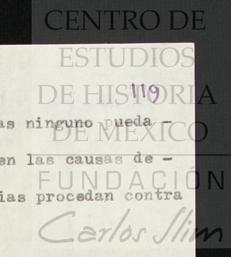 CENTRO DE
ESTUDIOS
DE HISTORIA
DE MÉXICO
FUNDACIÓN
Carlos Slim
119
as ninguno pueda -
en las causas de -
ias procedan contra